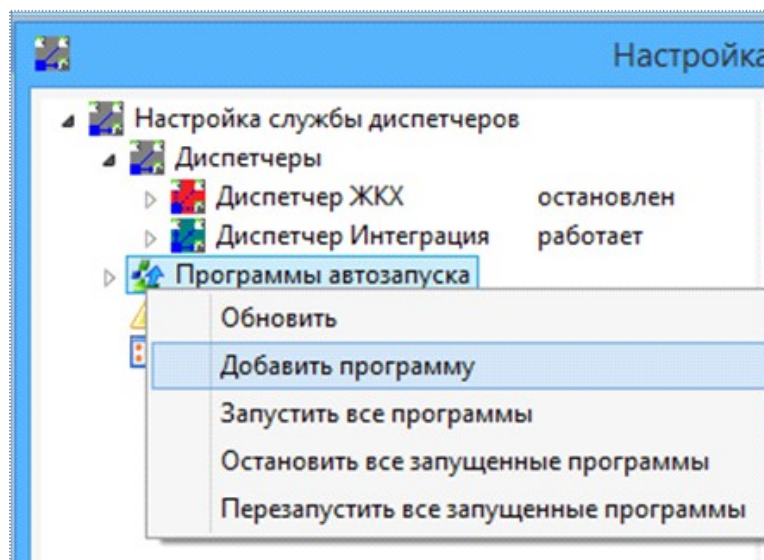 Настройка
Настройка службы диспетчеров
Диспетчеры
Диспетчер ЖКХ остановлен
Диспетчер Интеграция работает
Программы автозапуска
Обновить
Добавить программу
Запустить все программы
Остановить все запущенные программы
Перезапустить все запущенные программы